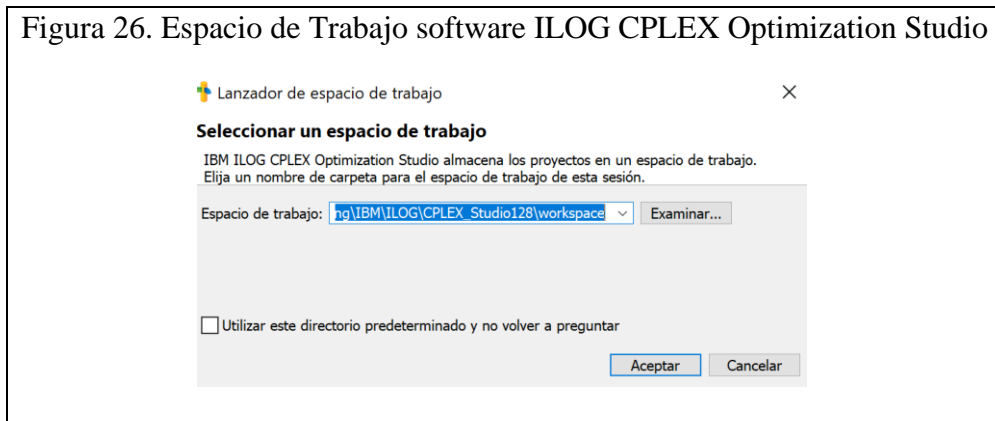 Figura 26. Espacio de Trabajo software ILOG CPLEX Optimization Studio
Lanzador de espacio de trabajo
Seleccionar un espacio de trabajo
IBM ILOG CPLEX Optimization Studio almacena los proyectos en un espacio de trabajo.
Elija un nombre de carpeta para el espacio de trabajo de esta sesión.
Espacio de trabajo: ng\IBM\ILOG\CPLEX_Studio128\workspace Examinar...
Utilizar este directorio predeterminado y no volver a preguntar
Aceptar Cancelar